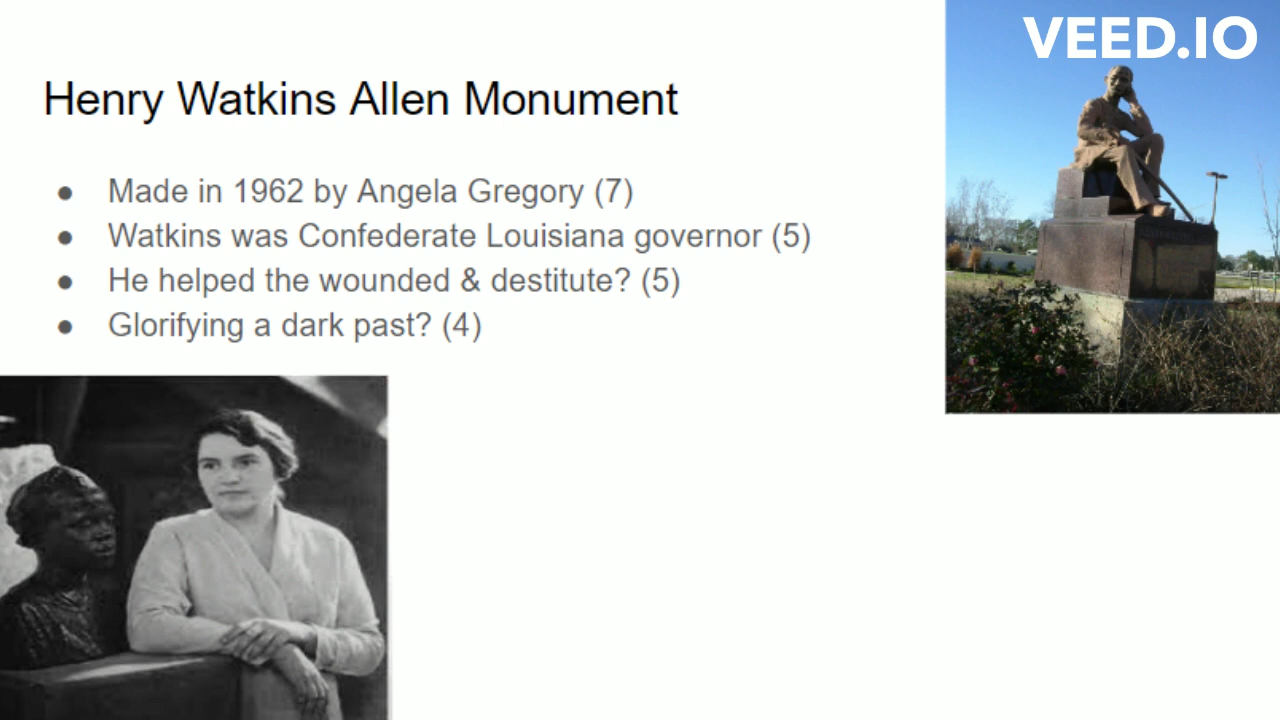 VEED.IO
Henry Watkins Allen Monument
● Made in 1962 by Angela Gregory (7)
● Watkins was Confederate Louisiana governor (5)
● He helped the wounded & destitute? (5)
● Glorifying a dark past? (4)